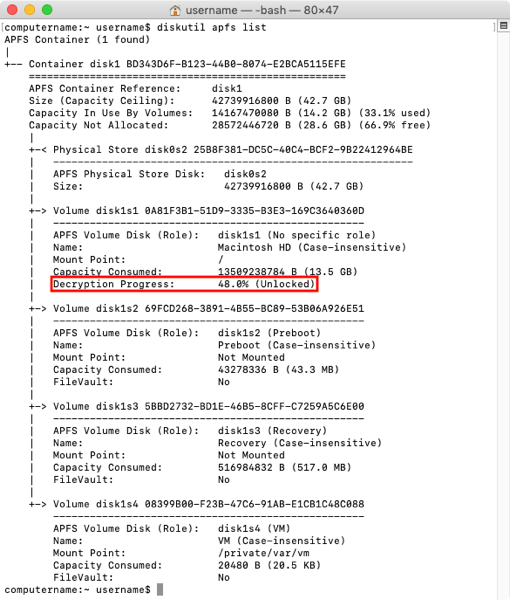 username — -bash — 80×47
computername:~ username$ diskutil apfs list
APFS Container (1 found)
|
+-- Container disk1 BD343D6F-B123-44B0-8074-E2BCA5115EFE
    ====================================================
    APFS Container Reference:     disk1
    Size (Capacity Ceiling):      42739916800 B (42.7 GB)
    Capacity In Use By Volumes:   14167470080 B (14.2 GB) (33.1% used)
    Capacity Not Allocated:       28572446720 B (28.6 GB) (66.9% free)
    |
    +-< Physical Store disk0s2 25B8F381-DC5C-40C4-BCF2-9B22412964BE
    |   -----------------------------------------------------------
    |   APFS Physical Store Disk:   disk0s2
    |   Size:                       42739916800 B (42.7 GB)
    |
    +-> Volume disk1s1 0A81F3B1-51D9-3335-B3E3-169C3640360D
    |   ---------------------------------------------------
    |   APFS Volume Disk (Role):   disk1s1 (No specific role)
    |   Name:                      Macintosh HD (Case-insensitive)
    |   Mount Point:               /
    |   Capacity Consumed:         13509238784 B (13.5 GB)
    |   Decryption Progress:       48.0% (Unlocked)
    |
    +-> Volume disk1s2 69FCD268-3891-4B55-BC89-53B06A926E51
    |   ---------------------------------------------------
    |   APFS Volume Disk (Role):   disk1s2 (Preboot)
    |   Name:                      Preboot (Case-insensitive)
    |   Mount Point:               Not Mounted
    |   Capacity Consumed:         43278336 B (43.3 MB)
    |   FileVault:                 No
    |
    +-> Volume disk1s3 5BBD2732-BD1E-46B5-8CFF-C7259A5C6E00
    |   ---------------------------------------------------
    |   APFS Volume Disk (Role):   disk1s3 (Recovery)
    |   Name:                      Recovery (Case-insensitive)
    |   Mount Point:               Not Mounted
    |   Capacity Consumed:         516984832 B (517.0 MB)
    |   FileVault:                 No
    |
    +-> Volume disk1s4 08399B00-F23B-47C6-91AB-E1CB1C48C088
        ---------------------------------------------------
        APFS Volume Disk (Role):   disk1s4 (VM)
        Name:                      VM (Case-insensitive)
        Mount Point:               /private/var/vm
        Capacity Consumed:         20480 B (20.5 KB)
        FileVault:                 No
computername:~ username$